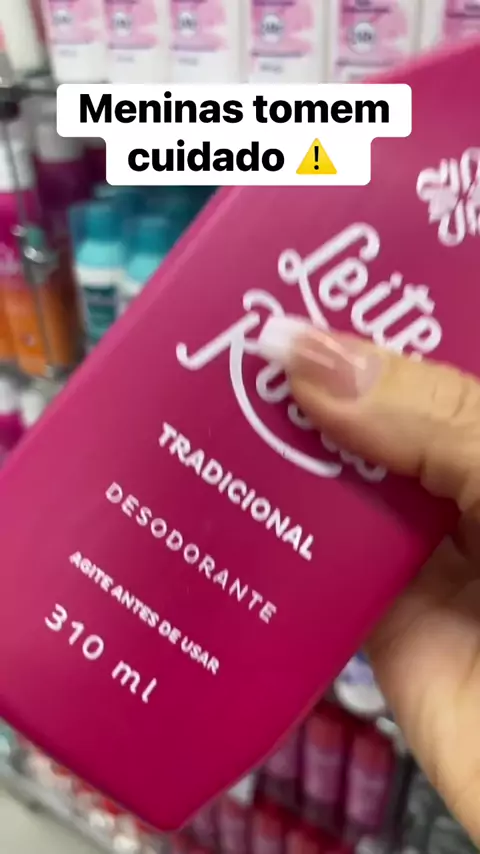 Meninas tomem
cuidado ⚠️
Leite
TRADICIONAL
DESODORANTE
AGITE ANTES DE USAR
310 ml